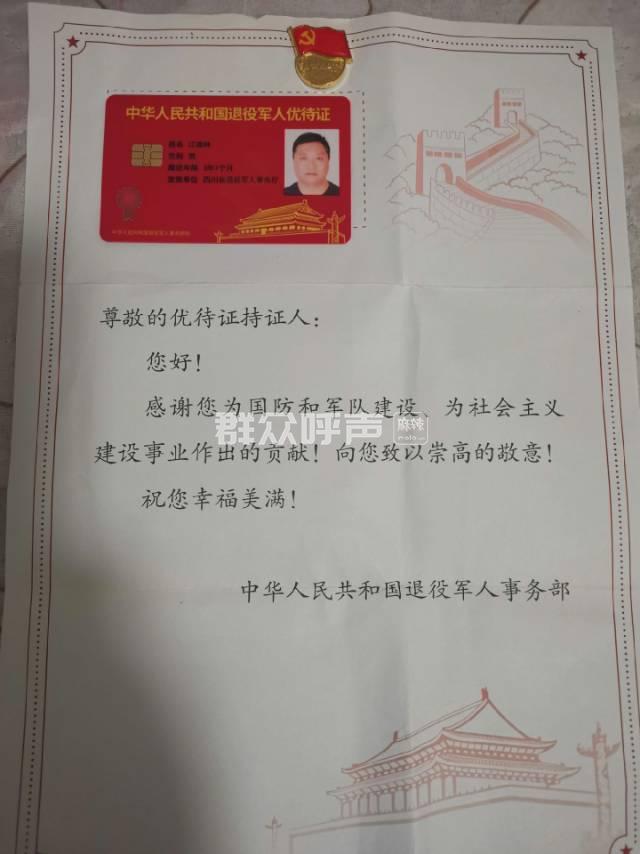 中华人民共和国退役军人优待证
尊敬的优待证持证人：
您好！
感谢您为国防和军队建设、为社会主义
群众呼声 麻辣
建设事业作出的贡献！向您致以崇高的敬意！
祝您幸福美满！
中华人民共和国退役军人事务部